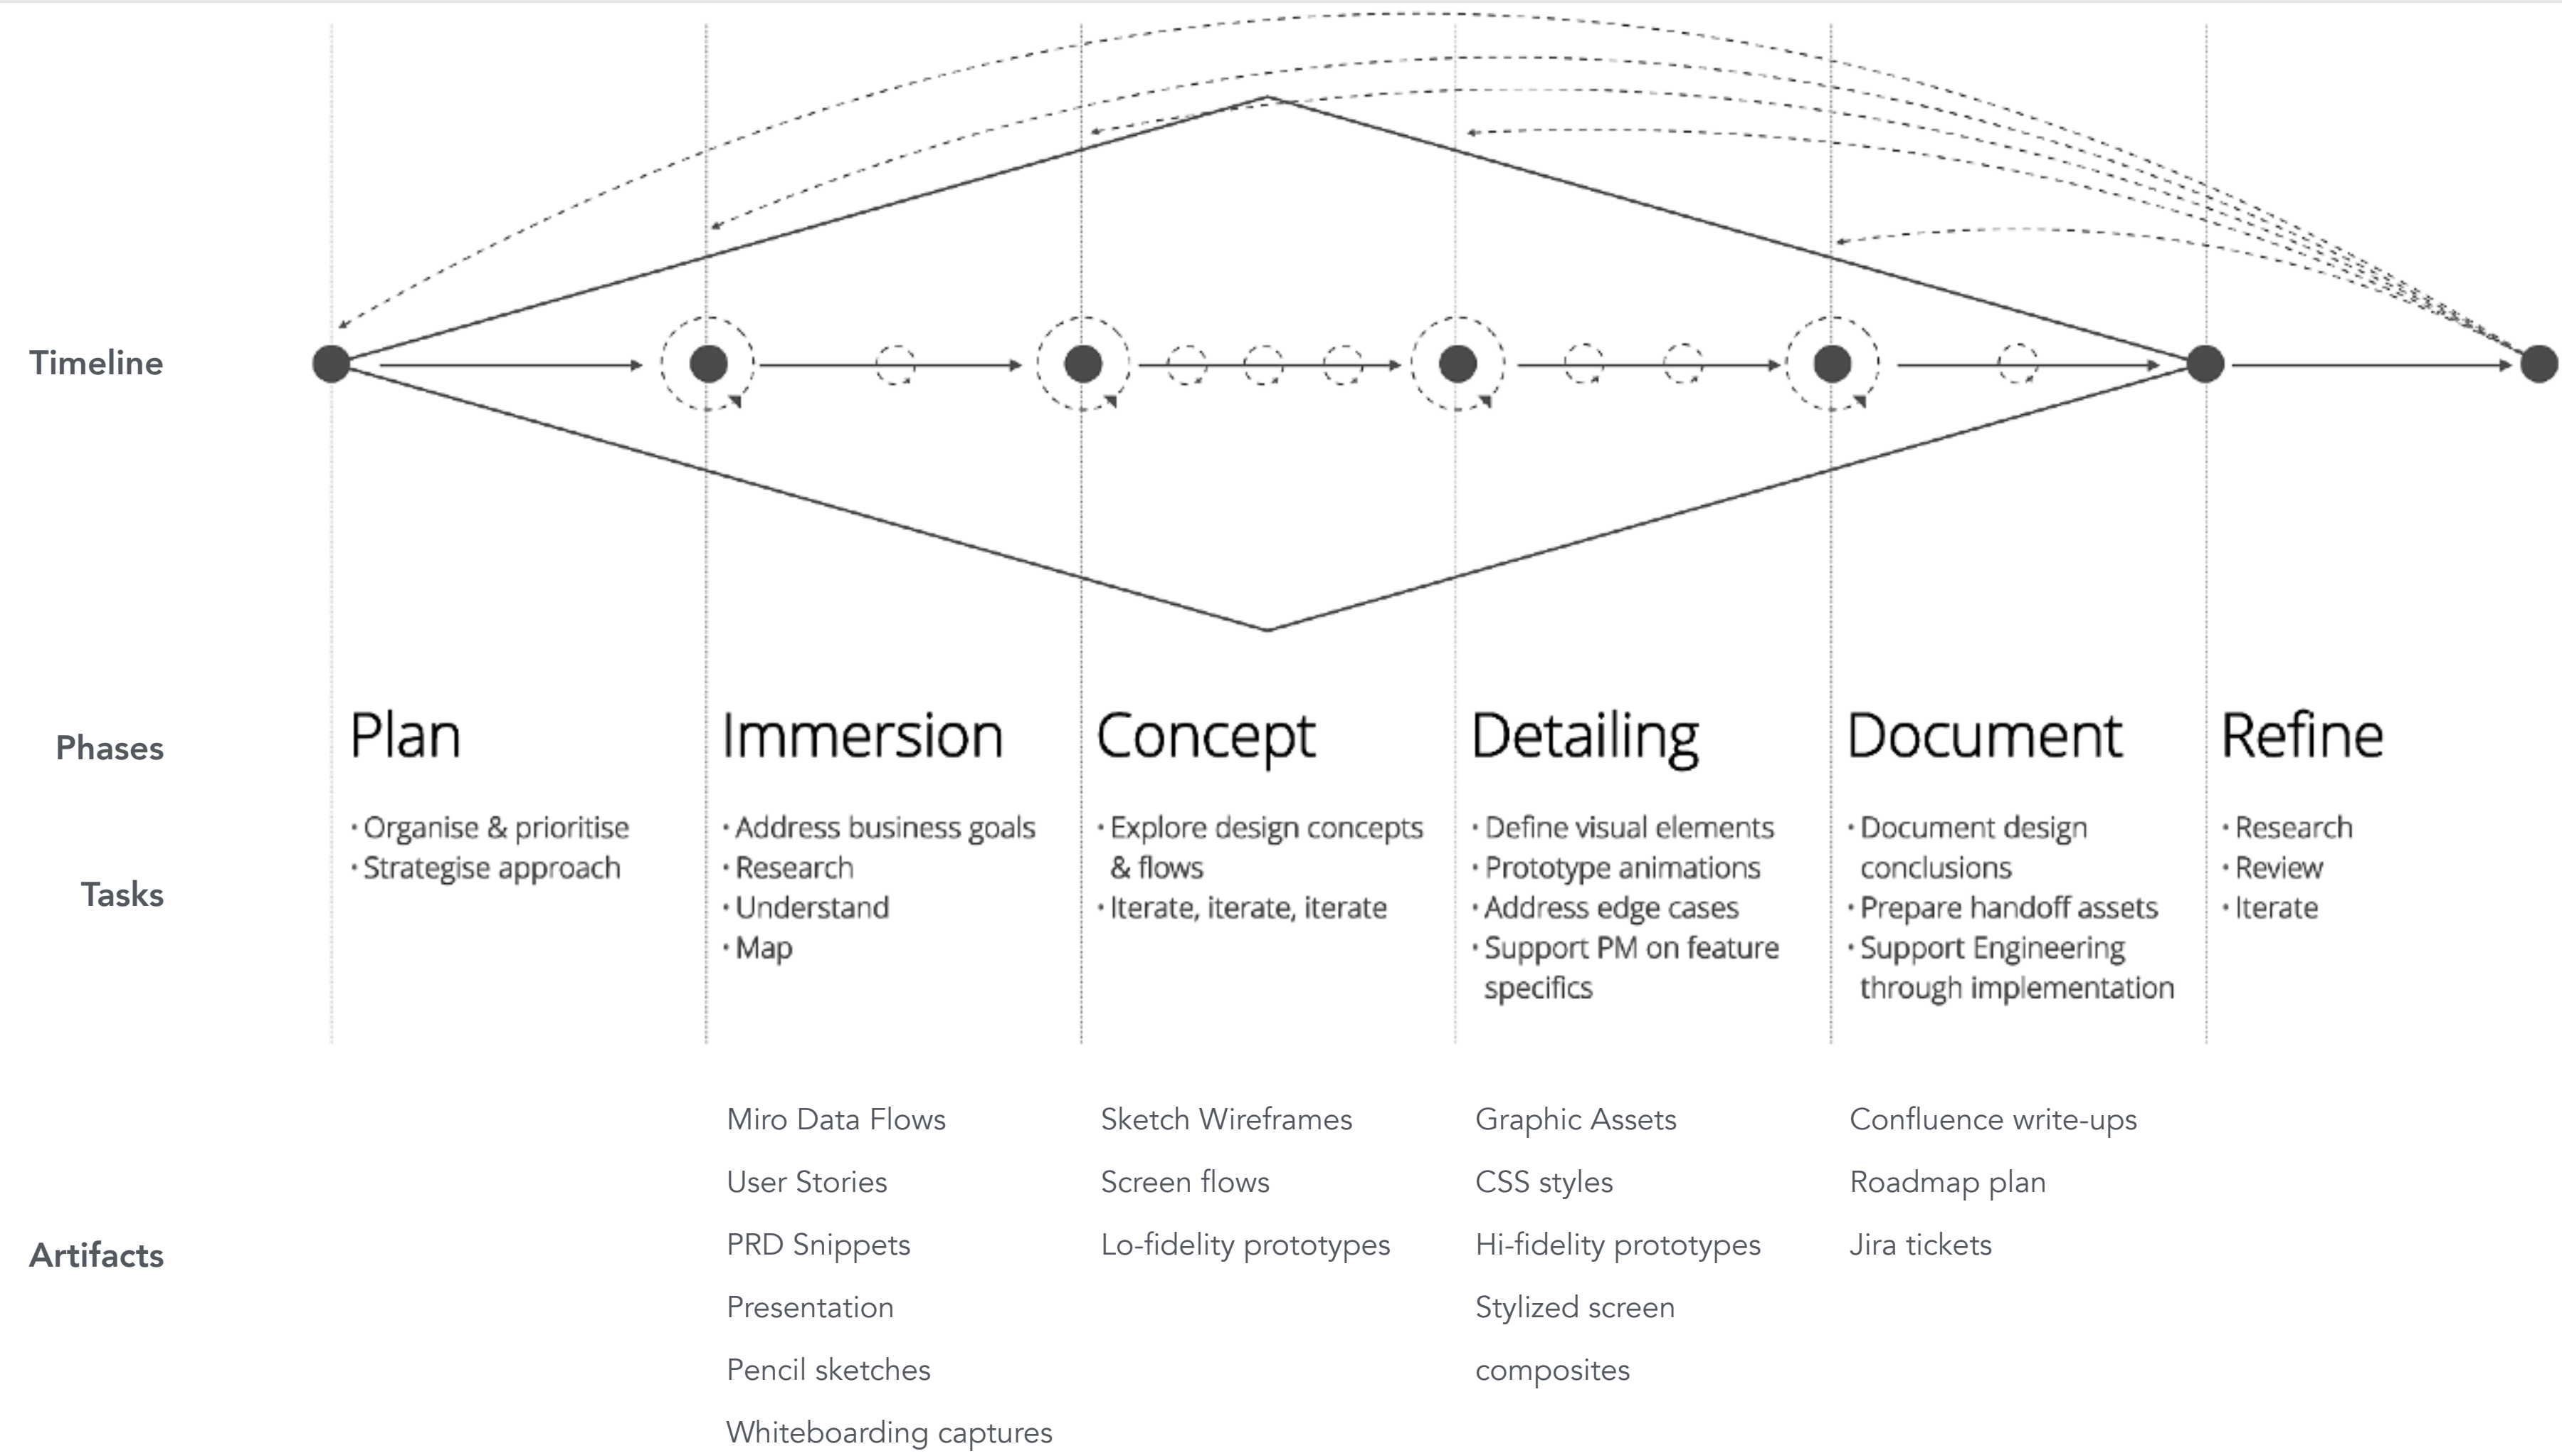 Timeline
Phases
Plan
Immersion
Concept
Detailing
Document
Refine
Tasks
· Organise & prioritise
· Strategise approach
· Address business goals
· Research
· Understand
· Map
· Explore design concepts
& flows
· Iterate, iterate, iterate
· Define visual elements
· Prototype animations
· Address edge cases
· Support PM on feature
specifics
· Document design
conclusions
· Prepare handoff assets
· Support Engineering
through implementation
· Research
· Review
· Iterate
Artifacts
Miro Data Flows
User Stories
PRD Snippets
Presentation
Pencil sketches
Whiteboarding captures
Sketch Wireframes
Screen flows
Lo-fidelity prototypes
Graphic Assets
CSS styles
Hi-fidelity prototypes
Stylized screen
composites
Confluence write-ups
Roadmap plan
Jira tickets